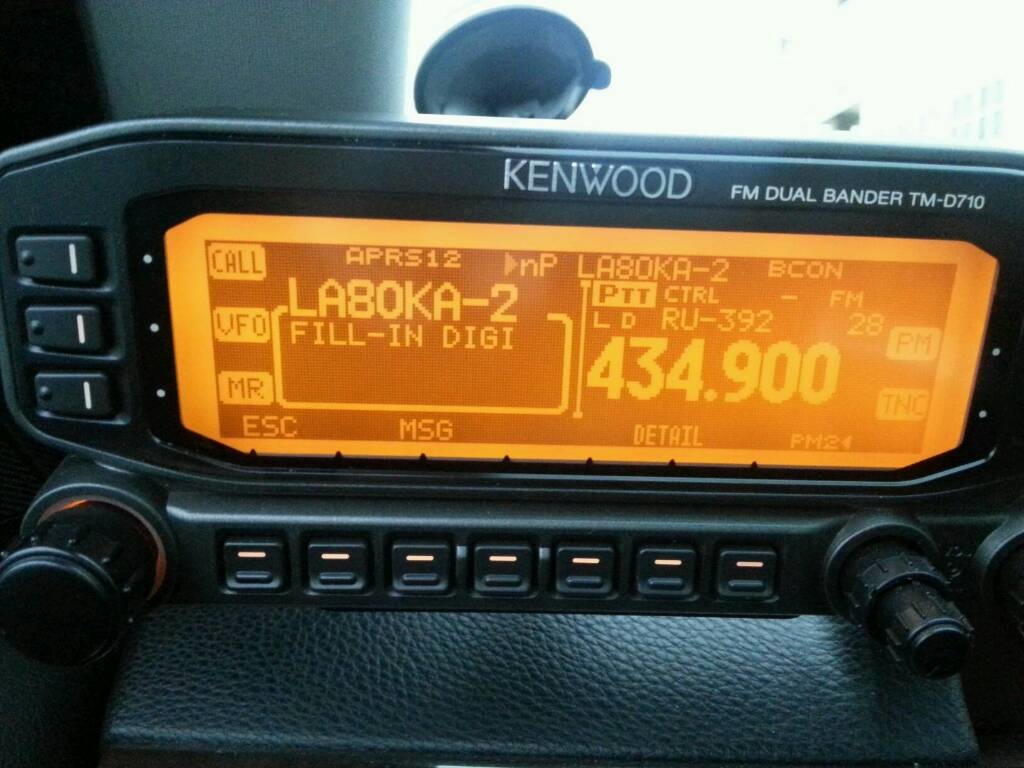 KENWOOD
FM DUAL BANDER TM-D710
CALL APRS12 ▶nP LA8OKA-2 BCON
LA8OKA-2 PTT CTRL – FM
VFO FILL-IN DIGI L D RU-392 28
434.900 PM
MR TNC
ESC MSG DETAIL PM2◀